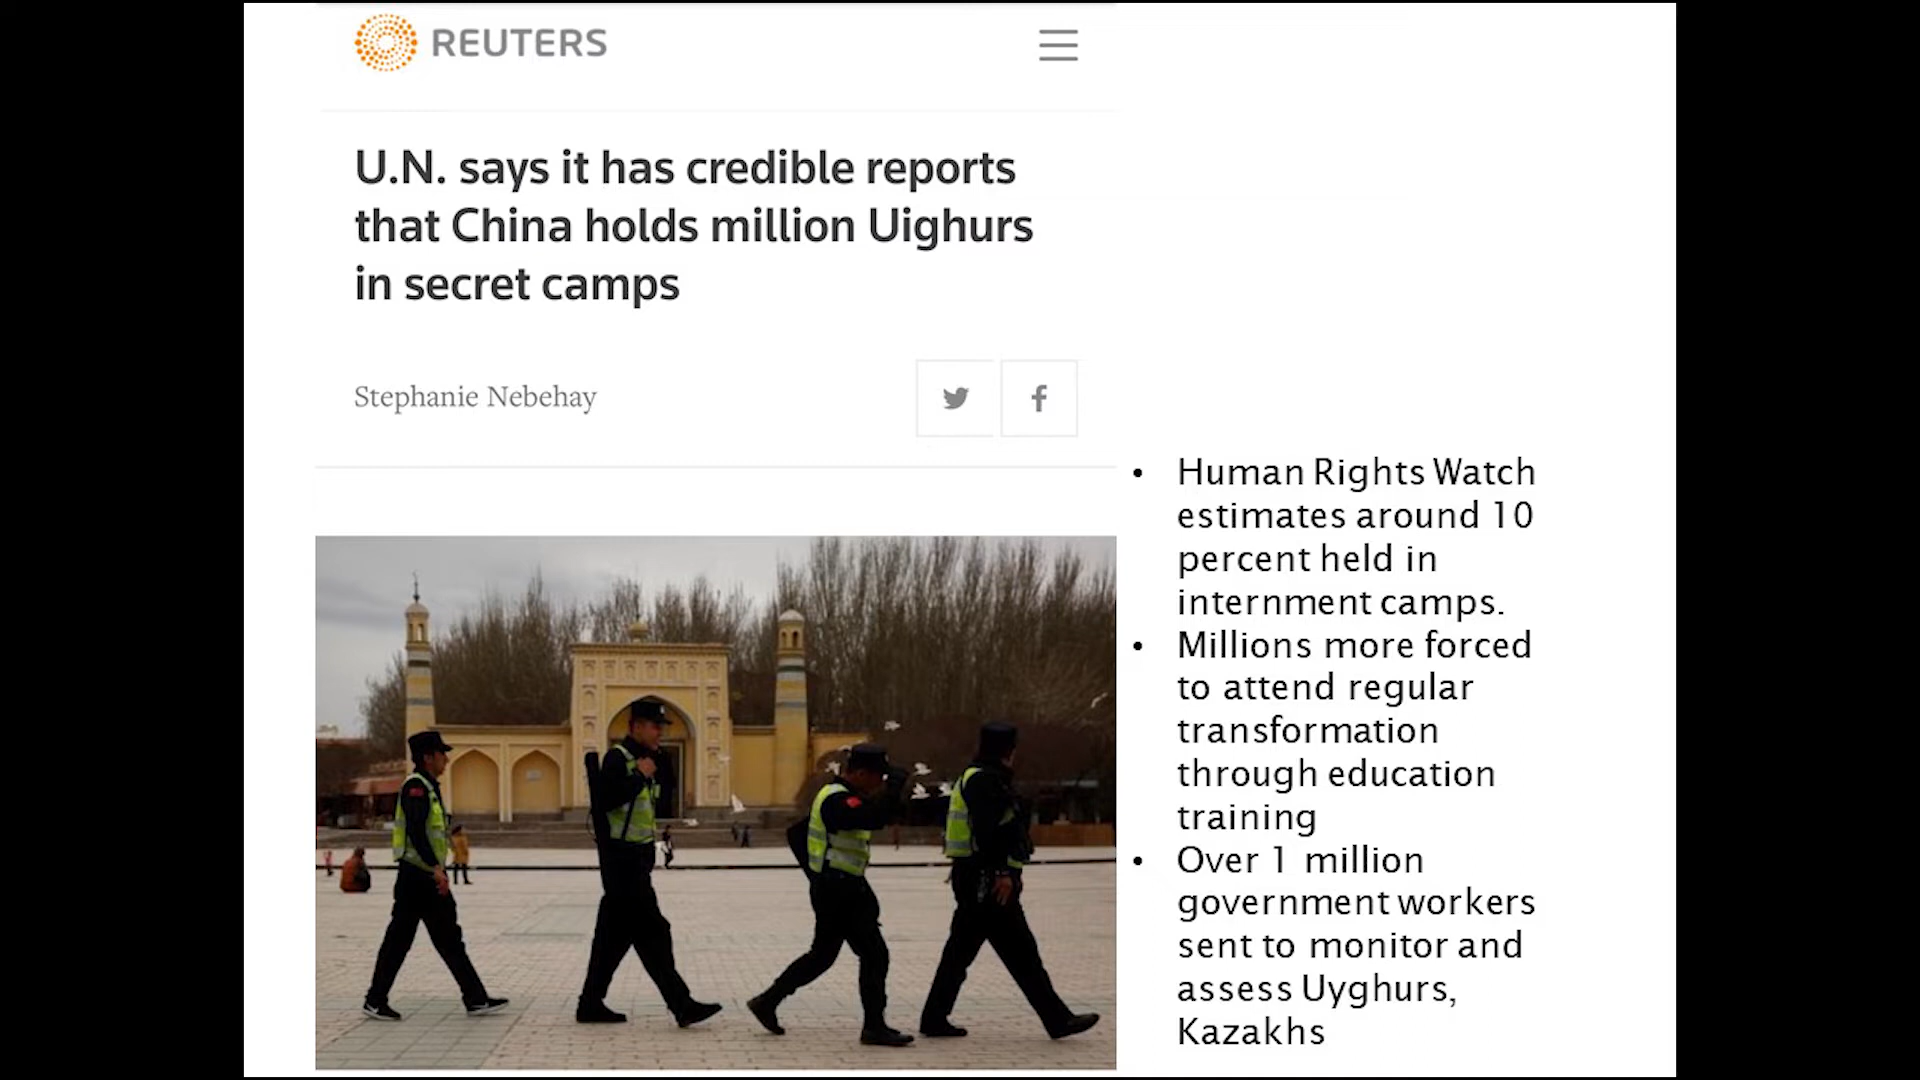 REUTERS
U.N. says it has credible reports
that China holds million Uighurs
in secret camps
Stephanie Nebehay
• Human Rights Watch
estimates around 10
percent held in
internment camps.
• Millions more forced
to attend regular
transformation
through education
training
• Over 1 million
government workers
sent to monitor and
assess Uyghurs,
Kazakhs